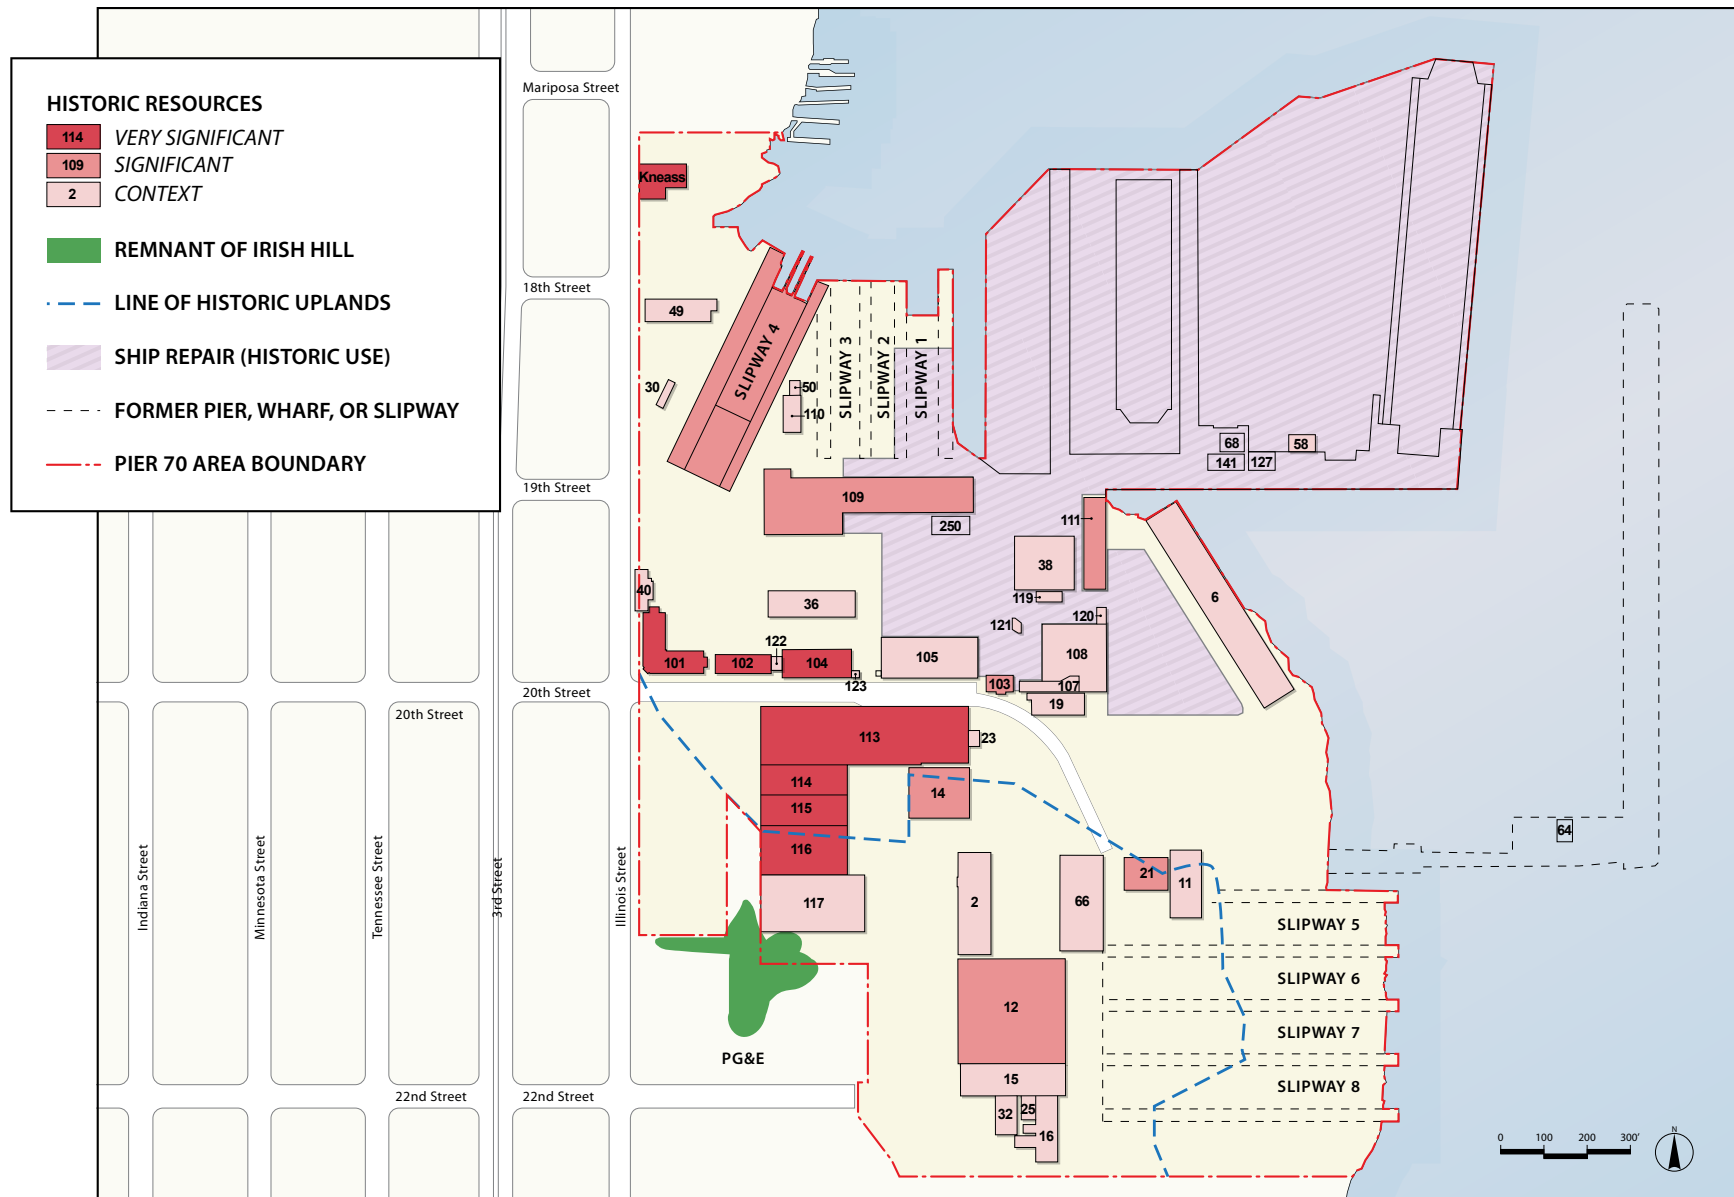 HISTORIC RESOURCES
114 VERY SIGNIFICANT
109 SIGNIFICANT
2 CONTEXT
REMNANT OF IRISH HILL
LINE OF HISTORIC UPLANDS
SHIP REPAIR (HISTORIC USE)
FORMER PIER, WHARF, OR SLIPWAY
PIER 70 AREA BOUNDARY
Mariposa Street
Kneass
18th Street
49
SLIPWAY 4
SLIPWAY 3
SLIPWAY 2
SLIPWAY 1
30
50
110
68
58
141
127
19th Street
109
250
111
38
119
40
36
6
121
120
122
101
102
104
105
108
123
103
107
20th Street
19
20th Street
113
23
114
14
115
116
64
Indiana Street
Minnesota Street
Tennessee Street
3rd Street
Illinois Street
21
11
117
2
66
SLIPWAY 5
SLIPWAY 6
12
SLIPWAY 7
PG&E
15
SLIPWAY 8
22nd Street
22nd Street
32
25
16
N
0 100 200 300'